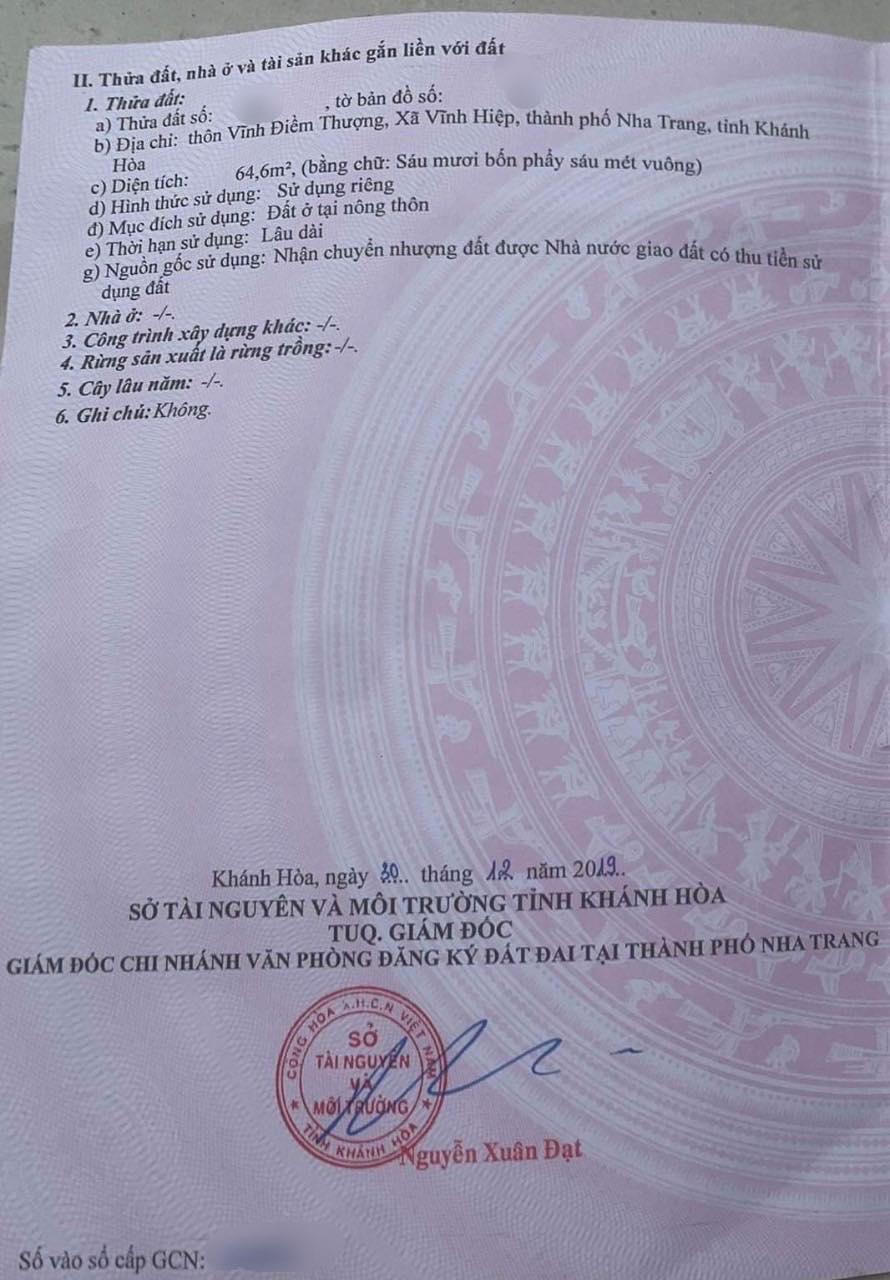 II. Thửa đất, nhà ở và tài sản khác gắn liền với đất
1. Thửa đất:
a) Thửa đất số: , tờ bản đồ số:
b) Địa chỉ: thôn Vĩnh Điềm Thượng, Xã Vĩnh Hiệp, thành phố Nha Trang, tỉnh Khánh
Hòa
c) Diện tích: 64,6m², (bằng chữ: Sáu mươi bốn phẩy sáu mét vuông)
d) Hình thức sử dụng: Sử dụng riêng
đ) Mục đích sử dụng: Đất ở tại nông thôn
e) Thời hạn sử dụng: Lâu dài
g) Nguồn gốc sử dụng: Nhận chuyển nhượng đất được Nhà nước giao đất có thu tiền sử
dụng đất
2. Nhà ở: -/-.
3. Công trình xây dựng khác: -/-.
4. Rừng sản xuất là rừng trồng: -/-.
5. Cây lâu năm: -/-.
6. Ghi chú: Không.
Khánh Hòa, ngày 30.. tháng 12 năm 2019..
SỞ TÀI NGUYÊN VÀ MÔI TRƯỜNG TỈNH KHÁNH HÒA
TUQ. GIÁM ĐỐC
GIÁM ĐỐC CHI NHÁNH VĂN PHÒNG ĐĂNG KÝ ĐẤT ĐAI TẠI THÀNH PHỐ NHA TRANG
CỘNG HÒA X.H.C.N VIỆT NAM
SỞ
TÀI NGUYÊN
VÀ
MÔI TRƯỜNG
TỈNH KHÁNH HÒA
Nguyễn Xuân Đạt
Số vào sổ cấp GCN: